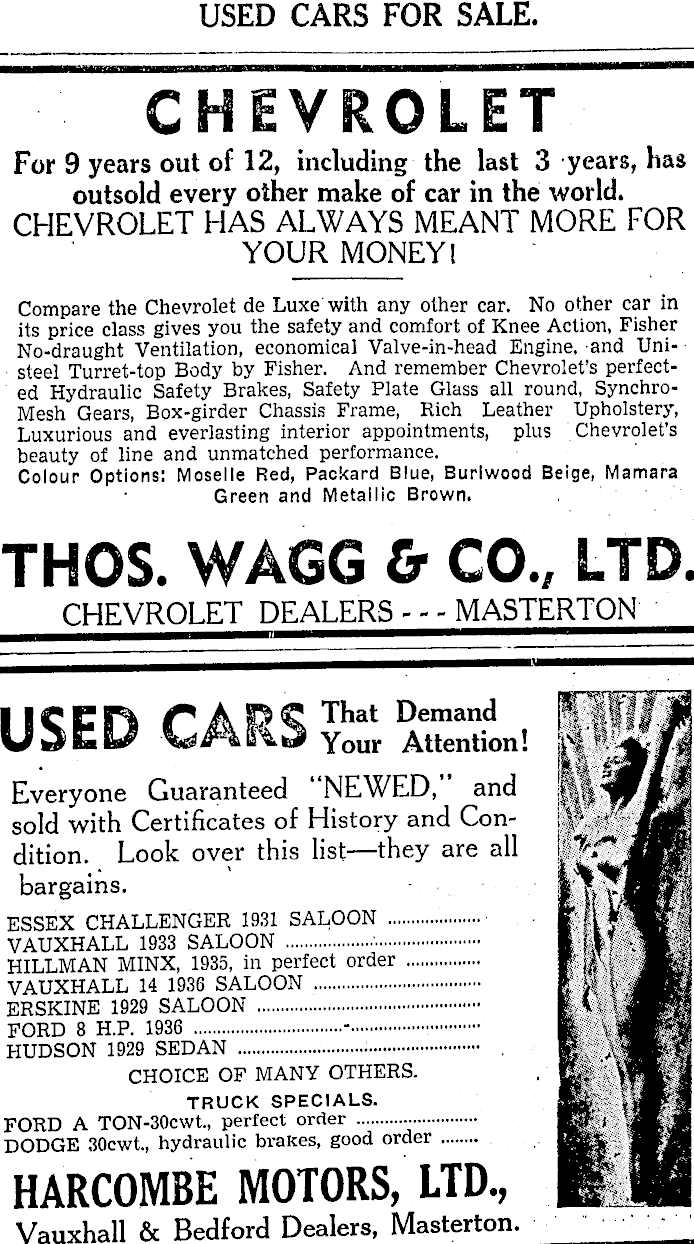 USED CARS FOR SALE.
CHEVROLET
For 9 years out of 12, including the last 3 years, has
outsold every other make of car in the world.
CHEVROLET HAS ALWAYS MEANT MORE FOR
YOUR MONEY!
Compare the Chevrolet de Luxe with any other car. No other car in
its price class gives you the safety and comfort of Knee Action, Fisher
No-draught Ventilation, economical Valve-in-head Engine, and Uni-
steel Turret-top Body by Fisher. And remember Chevrolet's perfect-
ed Hydraulic Safety Brakes, Safety Plate Glass all round, Synchro-
Mesh Gears, Box-girder Chassis Frame, Rich Leather Upholstery,
Luxurious and everlasting interior appointments, plus Chevrolet's
beauty of line and unmatched performance.
Colour Options: Moselle Red, Packard Blue, Burlwood Beige, Mamara
Green and Metallic Brown.
THOS. WAGG & CO., LTD.
CHEVROLET DEALERS - - - MASTERTON
USED CARS That Demand
Your Attention!
Everyone Guaranteed "NEWED," and
sold with Certificates of History and Con-
dition. Look over this list—they are all
bargains.
ESSEX CHALLENGER 1931 SALOON ....................
VAUXHALL 1933 SALOON ..........................................
HILLMAN MINX, 1935, in perfect order ................
VAUXHALL 14 1936 SALOON ....................................
ERSKINE 1929 SALOON ................................................
FORD 8 H.P. 1936 ..............................................................
HUDSON 1929 SEDAN ....................................................
CHOICE OF MANY OTHERS.
TRUCK SPECIALS.
FORD A TON-30cwt., perfect order ..........................
DODGE 30cwt., hydraulic brakes, good order ........
HARCOMBE MOTORS, LTD.,
Vauxhall & Bedford Dealers, Masterton.